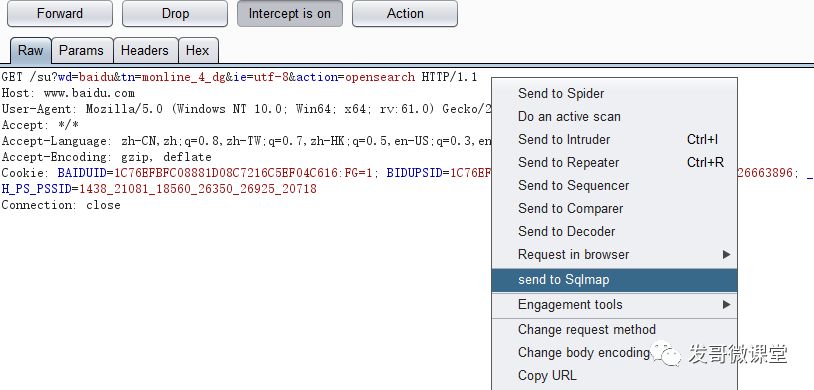 Forward Drop Intercept is on Action
Raw Params Headers Hex
GET /su?wd=baidu&tn=monline_4_dg&ie=utf-8&action=opensearch HTTP/1.1
Host: www.baidu.com
User-Agent: Mozilla/5.0 (Windows NT 10.0; Win64; x64; rv:61.0) Gecko/2
Accept: */*
Accept-Language: zh-CN,zh;q=0.8,zh-TW;q=0.7,zh-HK;q=0.5,en-US;q=0.3,en
Accept-Encoding: gzip, deflate
Cookie: BAIDUID=1C76EFBFC08881D08C7216C5EF04C616:FG=1; BIDUPSID=1C76EF 26663896; _
H_PS_PSSID=1438_21081_18560_26350_26925_20718
Connection: close
Send to Spider
Do an active scan
Send to Intruder Ctrl+I
Send to Repeater Ctrl+R
Send to Sequencer
Send to Comparer
Send to Decoder
Request in browser
send to Sqlmap
Engagement tools
Change request method
Change body encoding
Copy URL
发哥微课堂